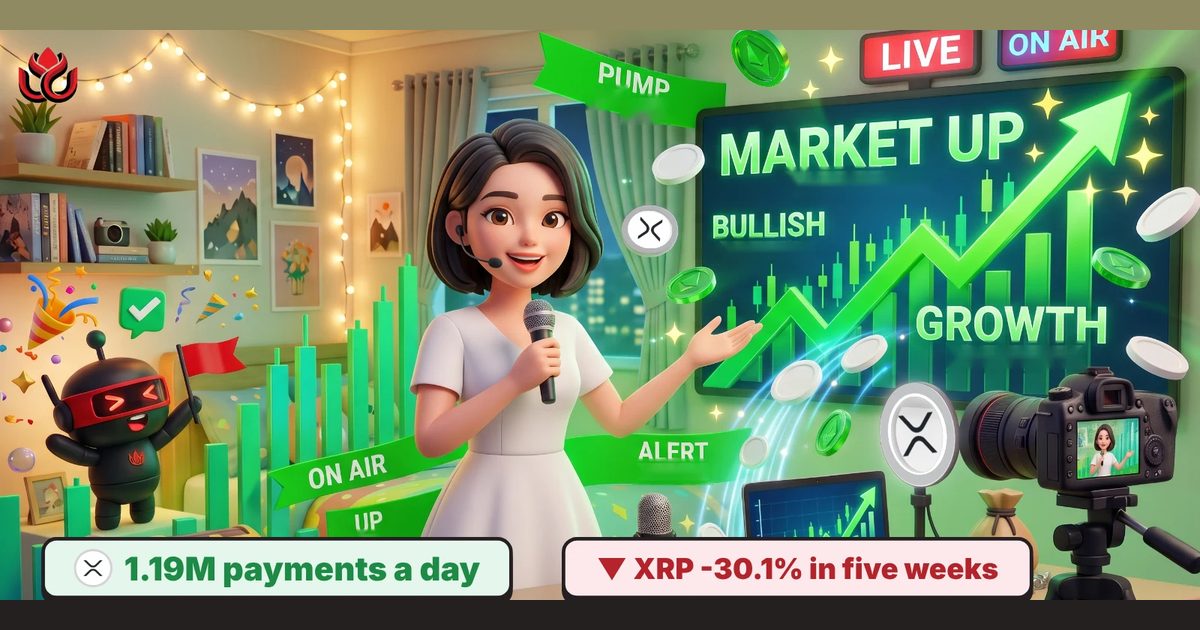 PUMP
LIVE
ON AIR
MARKET UP
BULLISH
GROWTH
ON AIR
ALERT
UP
1.19M payments a day
▼ XRP -30.1% in five weeks